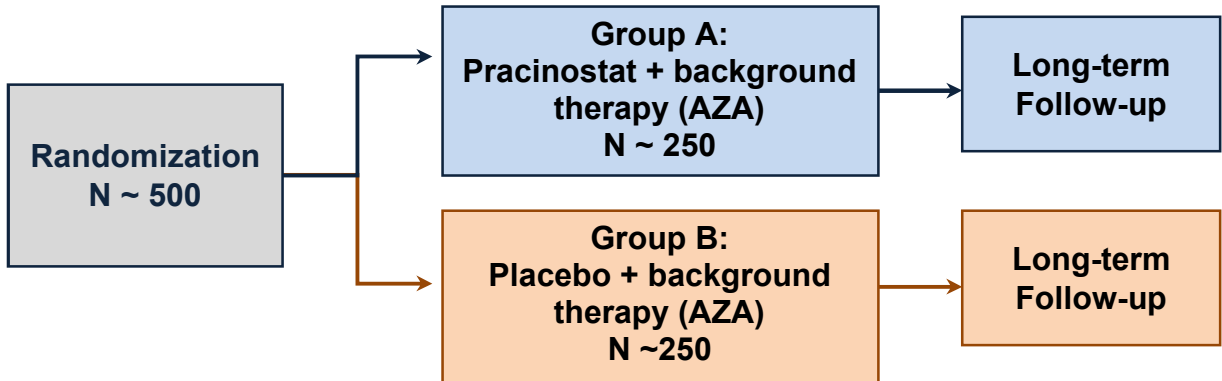 Randomization
N ~ 500
Group A:
Pracinostat + background
therapy (AZA)
N ~ 250
Long-term
Follow-up
Group B:
Placebo + background
therapy (AZA)
N ~250
Long-term
Follow-up